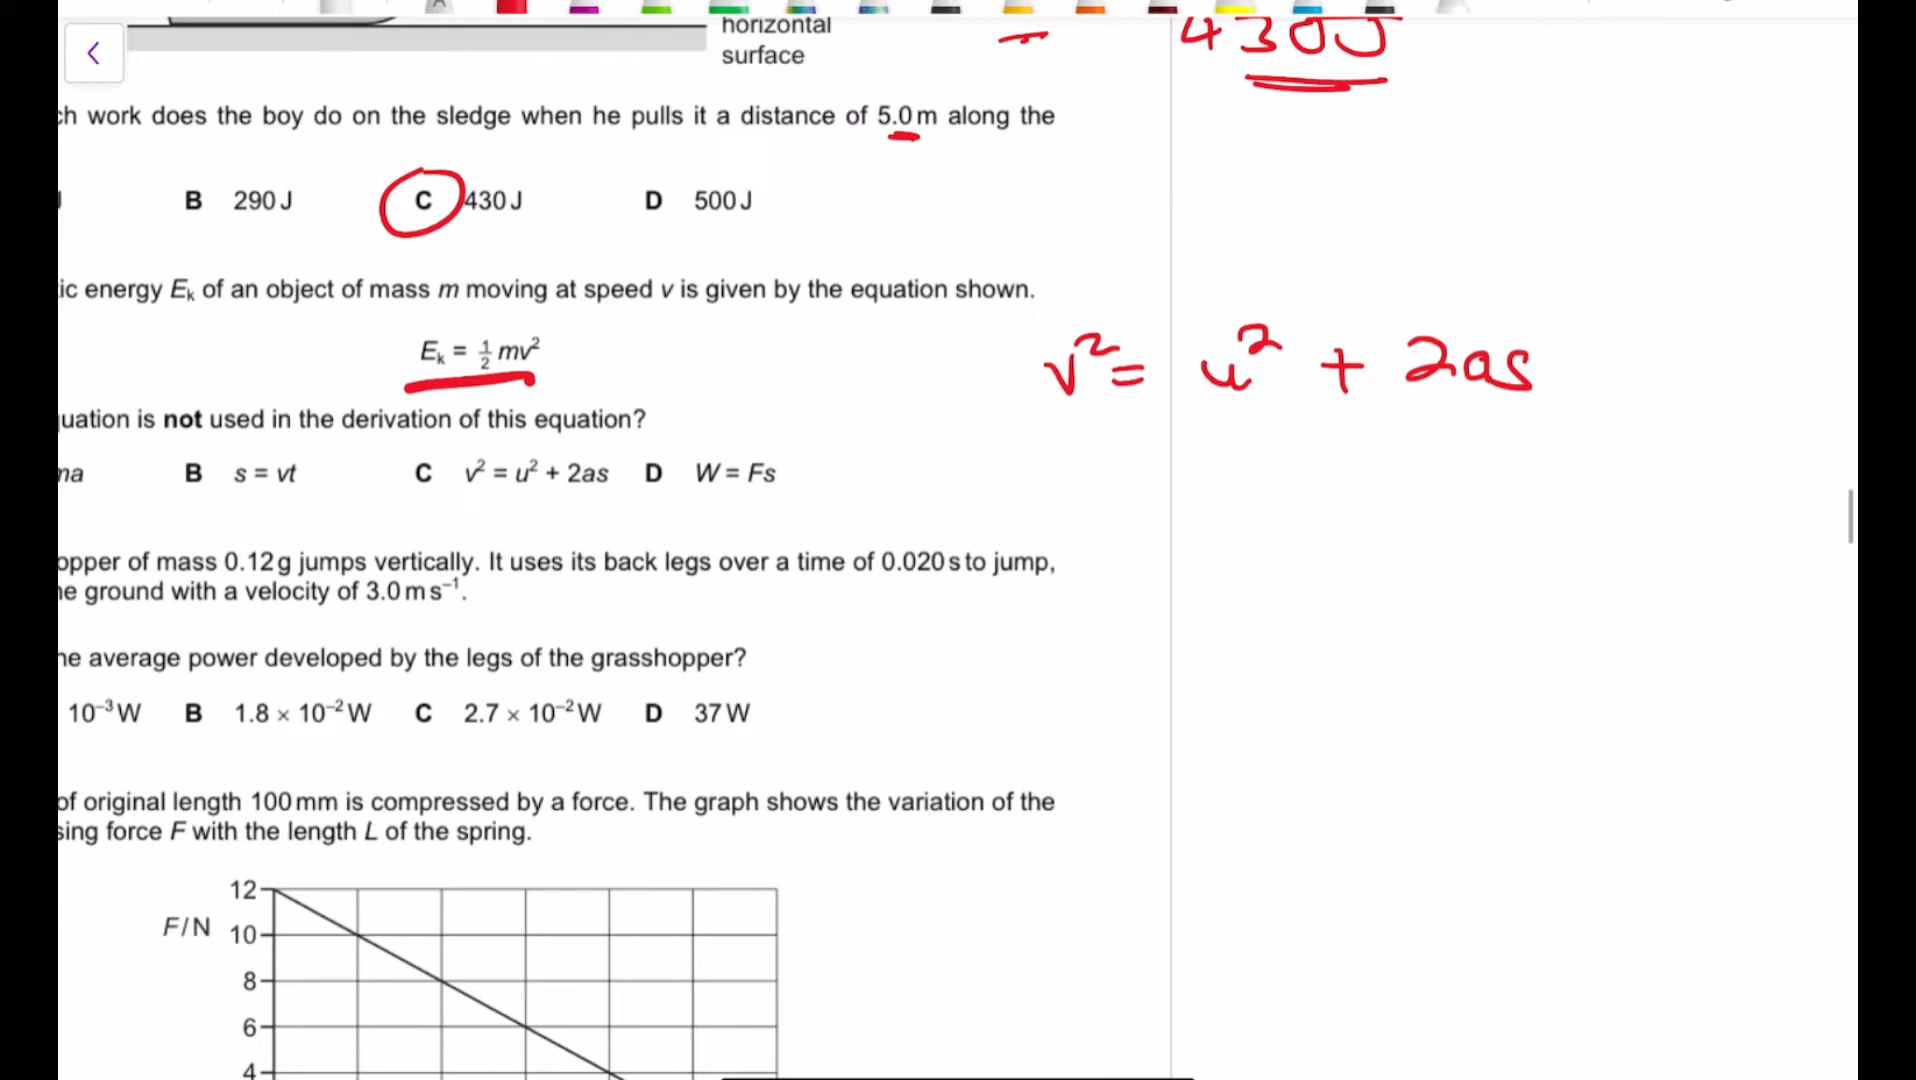 horizontal
surface
430J
=
ch work does the boy do on the sledge when he pulls it a distance of 5.0 m along the
B 290 J C 430 J D 500 J
ic energy Eₖ of an object of mass m moving at speed v is given by the equation shown.
Eₖ = ½ mv²
v² = u² + 2as
uation is not used in the derivation of this equation?
ma B s = vt C v² = u² + 2as D W = Fs
opper of mass 0.12 g jumps vertically. It uses its back legs over a time of 0.020 s to jump,
he ground with a velocity of 3.0 m s⁻¹.
he average power developed by the legs of the grasshopper?
10⁻³ W B 1.8 × 10⁻² W C 2.7 × 10⁻² W D 37 W
of original length 100 mm is compressed by a force. The graph shows the variation of the
sing force F with the length L of the spring.
12
F/N 10
8
6
4